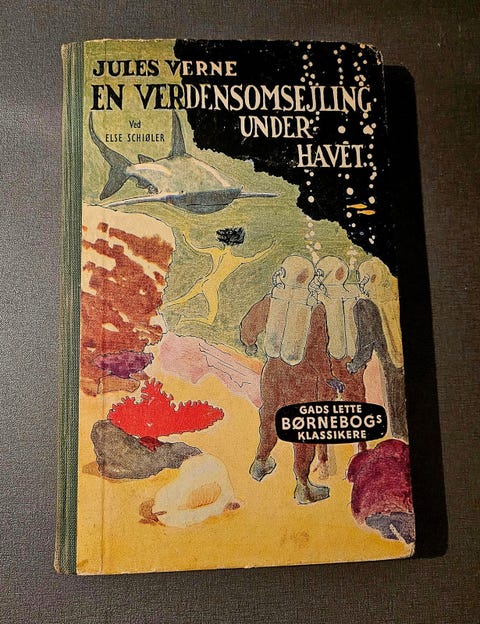 JULES VERNE
EN VERDENSOMSEJLING
UNDER
HAVET.
Ved
ELSE SCHIØLER
GADS LETTE
BØRNEBOGS
KLASSIKERE